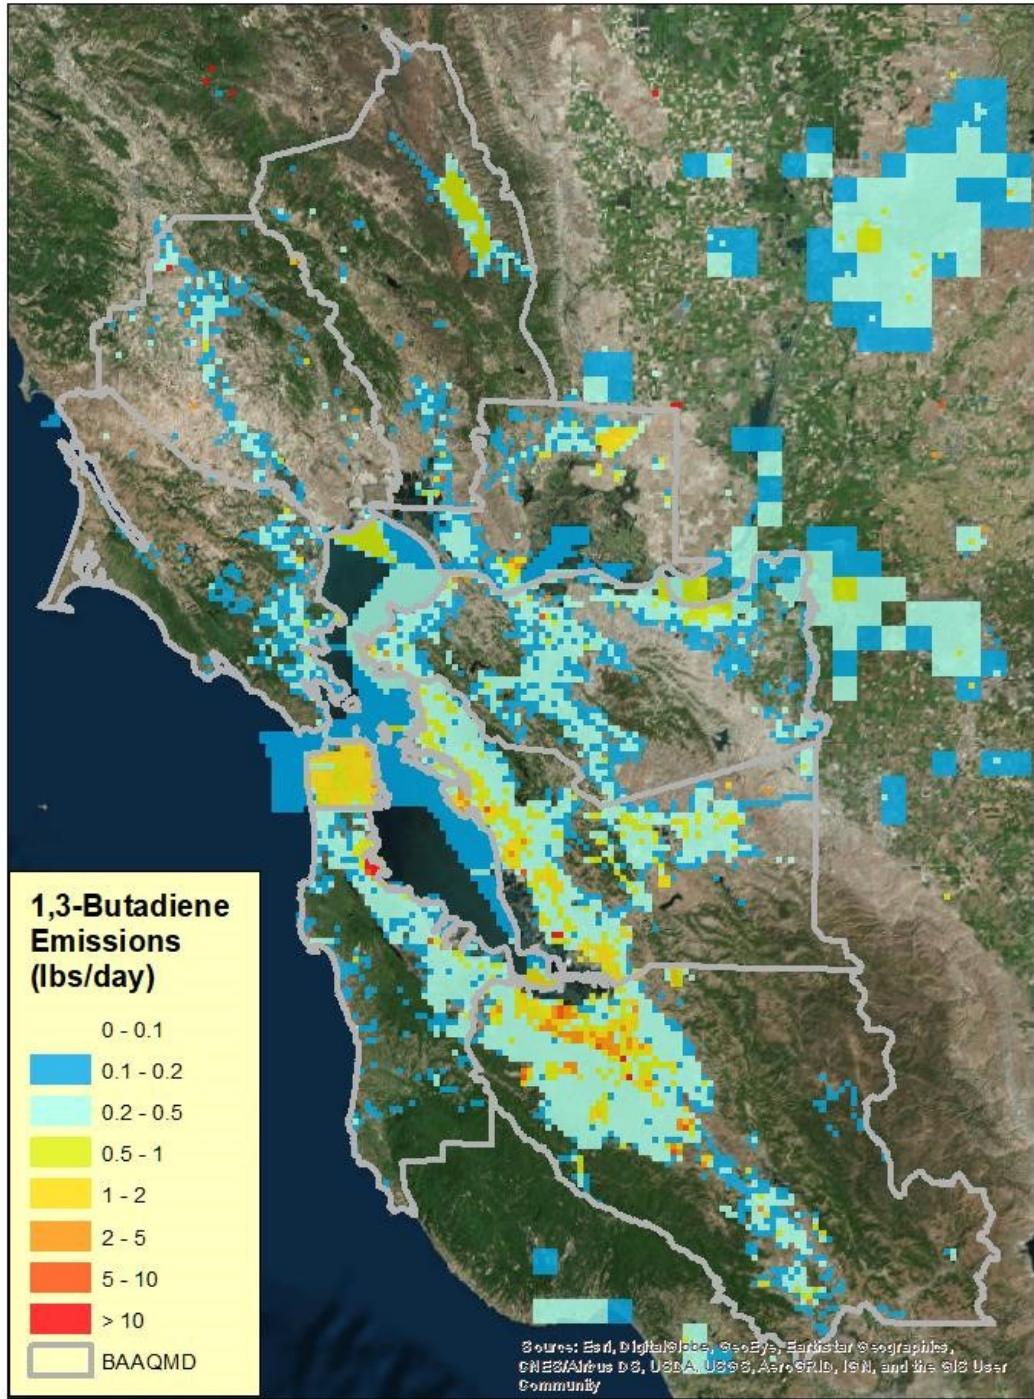 1,3-Butadiene
Emissions
(lbs/day)
0 - 0.1
0.1 - 0.2
0.2 - 0.5
0.5 - 1
1 - 2
2 - 5
5 - 10
> 10
BAAQMD
Source: Esri, DigitalGlobe, GeoEye, Earthstar Geographics,
CNES/Airbus DS, USDA, USGS, AeroGRID, IGN, and the GIS User
Community